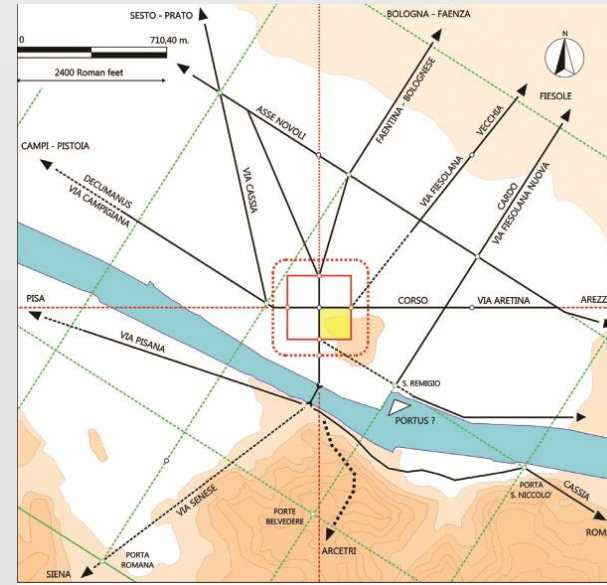 SESTO - PRATO
BOLOGNA - FAENZA
0
710,40 m.
2400 Roman feet
N
FIESOLE
ASSE NOVOLI
FAENTINA - BOLOGNESE
VIA FIESOLANA
VECCHIA
CAMPI - PISTOIA
DECUMANUS
VIA CAMPIGIANA
VIA CASSIA
CARDO
VIA FIESOLANA NUOVA
PISA
CORSO
VIA ARETINA
AREZZ
VIA PISANA
S. REMIGIO
PORTUS ?
VIA SENESE
FORTE
BELVEDERE
PORTA
S. NICCOLO'
CASSIA
ROM
PORTA
ROMANA
ARCETRI
SIENA